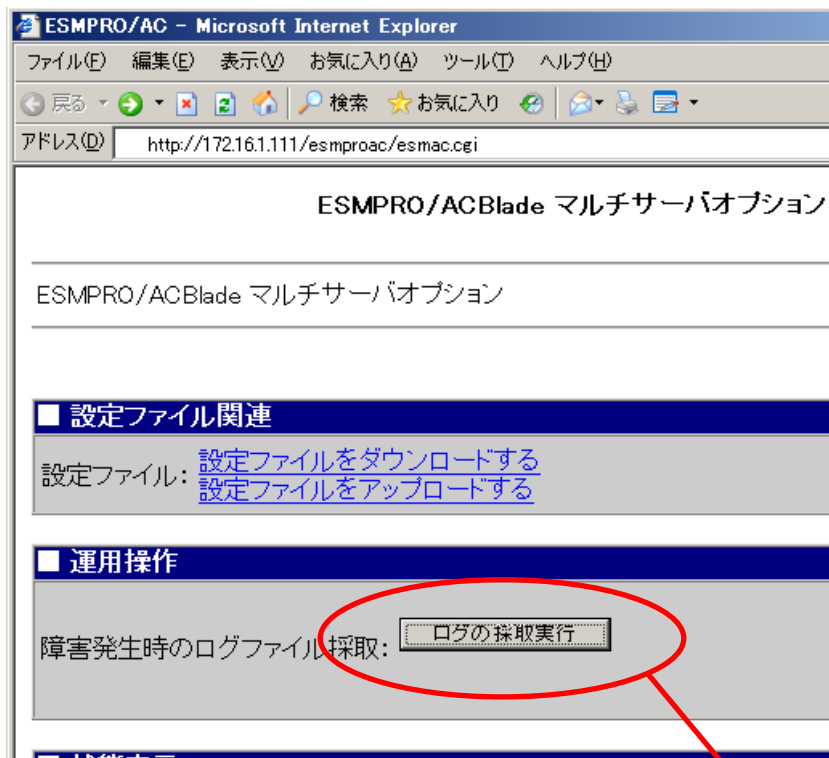 ESMPRO/AC - Microsoft Internet Explorer
ファイル(F) 編集(E) 表示(V) お気に入り(A) ツール(T) ヘルプ(H)
戻る 検索 お気に入り
アドレス(D) http://172.16.1.111/esmproac/esmac.cgi
ESMPRO/ACBlade マルチサーバオプション
ESMPRO/ACBlade マルチサーバオプション
■ 設定ファイル関連
設定ファイル: 設定ファイルをダウンロードする
設定ファイルをアップロードする
■ 運用操作
障害発生時のログファイル採取: ログの採取実行